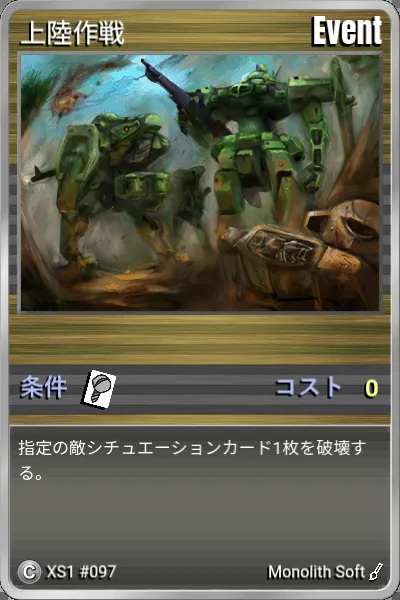 上陸作戦
Event
条件
コスト 0
指定の敵シチュエーションカード1枚を破壊す
る。
C XS1 #097
Monolith Soft